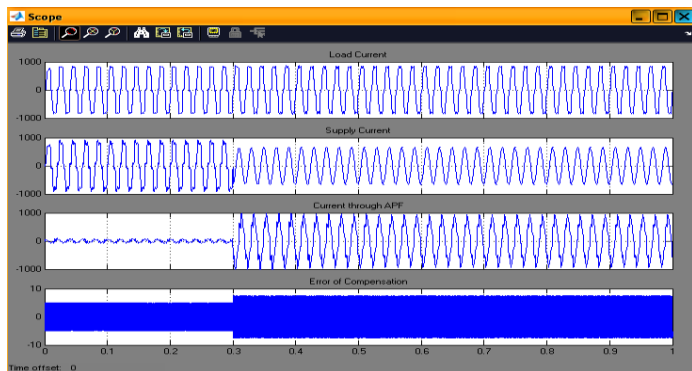 Scope
Load Current
1000
0
-1000
Supply Current
1000
0
-1000
Current through APF
1000
0
-1000
Error of Compensation
10
0
-10
0 0.1 0.2 0.3 0.4 0.5 0.6 0.7 0.8 0.9 1
Time offset: 0